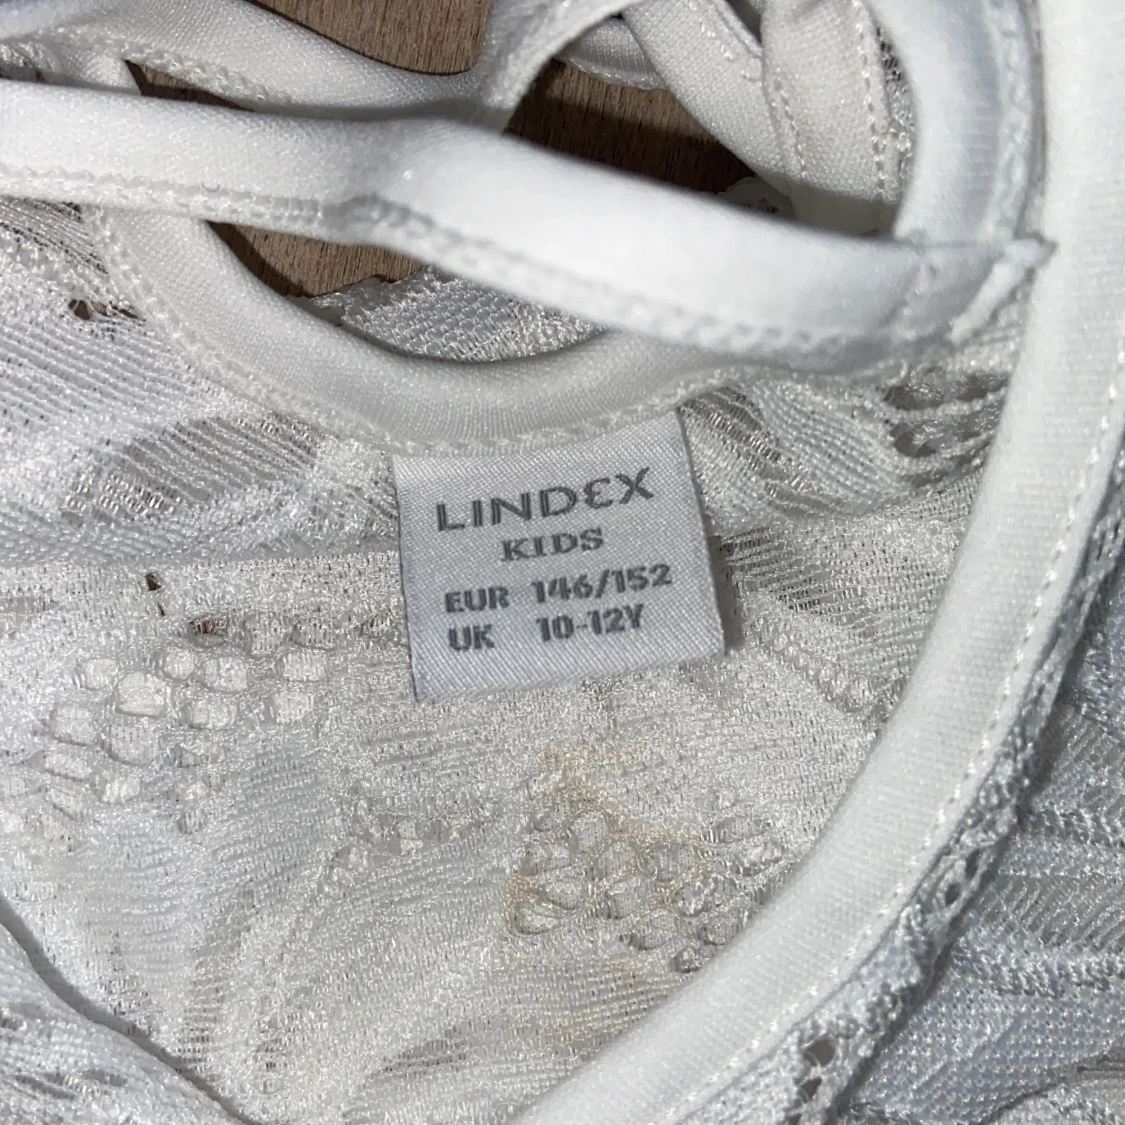 LINDEX
KIDS
EUR 146/152
UK 10-12Y